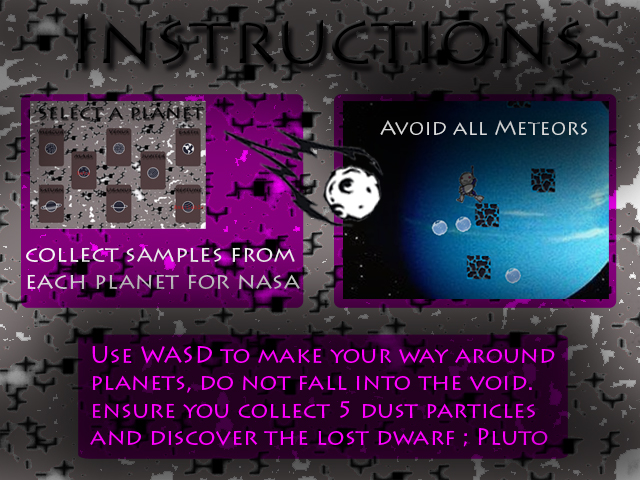 Instructions
Select a planet
Avoid all Meteors
collect samples from
each planet for nasa
Use WASD to make your way around
planets, do not fall into the void.
ensure you collect 5 dust particles
and discover the lost dwarf ; Pluto